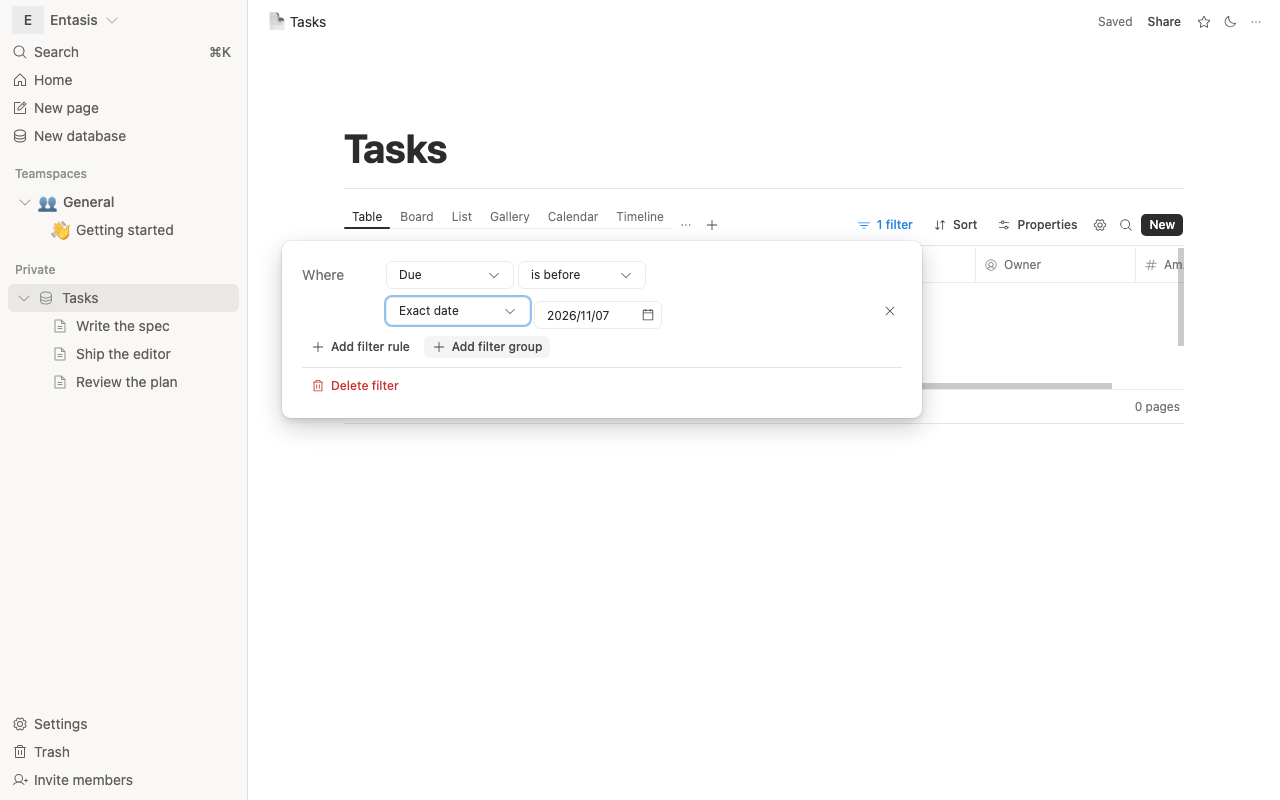 E Entasis
Search ⌘K
Home
New page
New database
Teamspaces
👥 General
👋 Getting started
Private
Tasks
Write the spec
Ship the editor
Review the plan
Settings
Trash
Invite members
Tasks
Saved Share
Tasks
Table Board List Gallery Calendar Timeline
1 filter Sort Properties New
Owner # Am
Where Due is before
Exact date 2026/11/07
Add filter rule Add filter group
Delete filter
0 pages